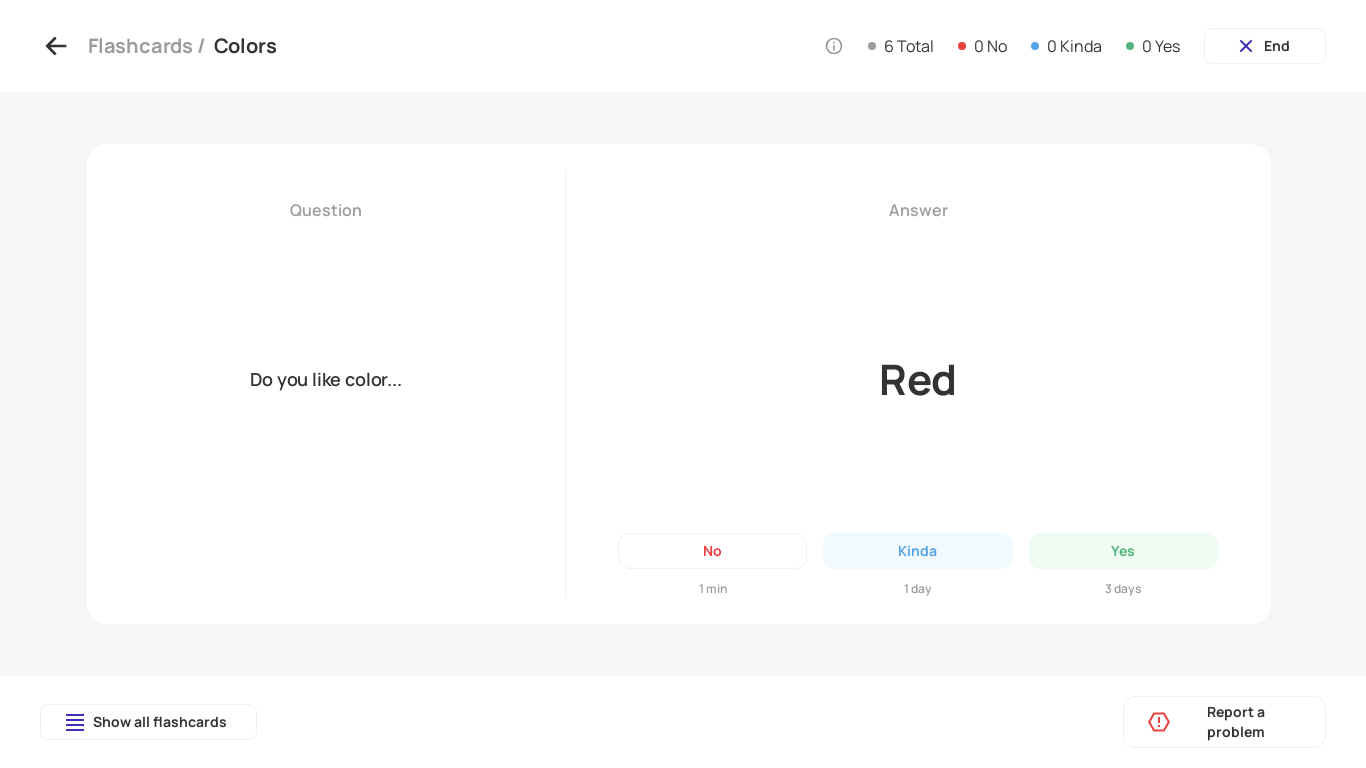 Flashcards / Colors
6 Total
0 No
0 Kinda
0 Yes
End
Question
Answer
Do you like color...
Red
No
Kinda
Yes
1 min
1 day
3 days
Show all flashcards
Report a
problem